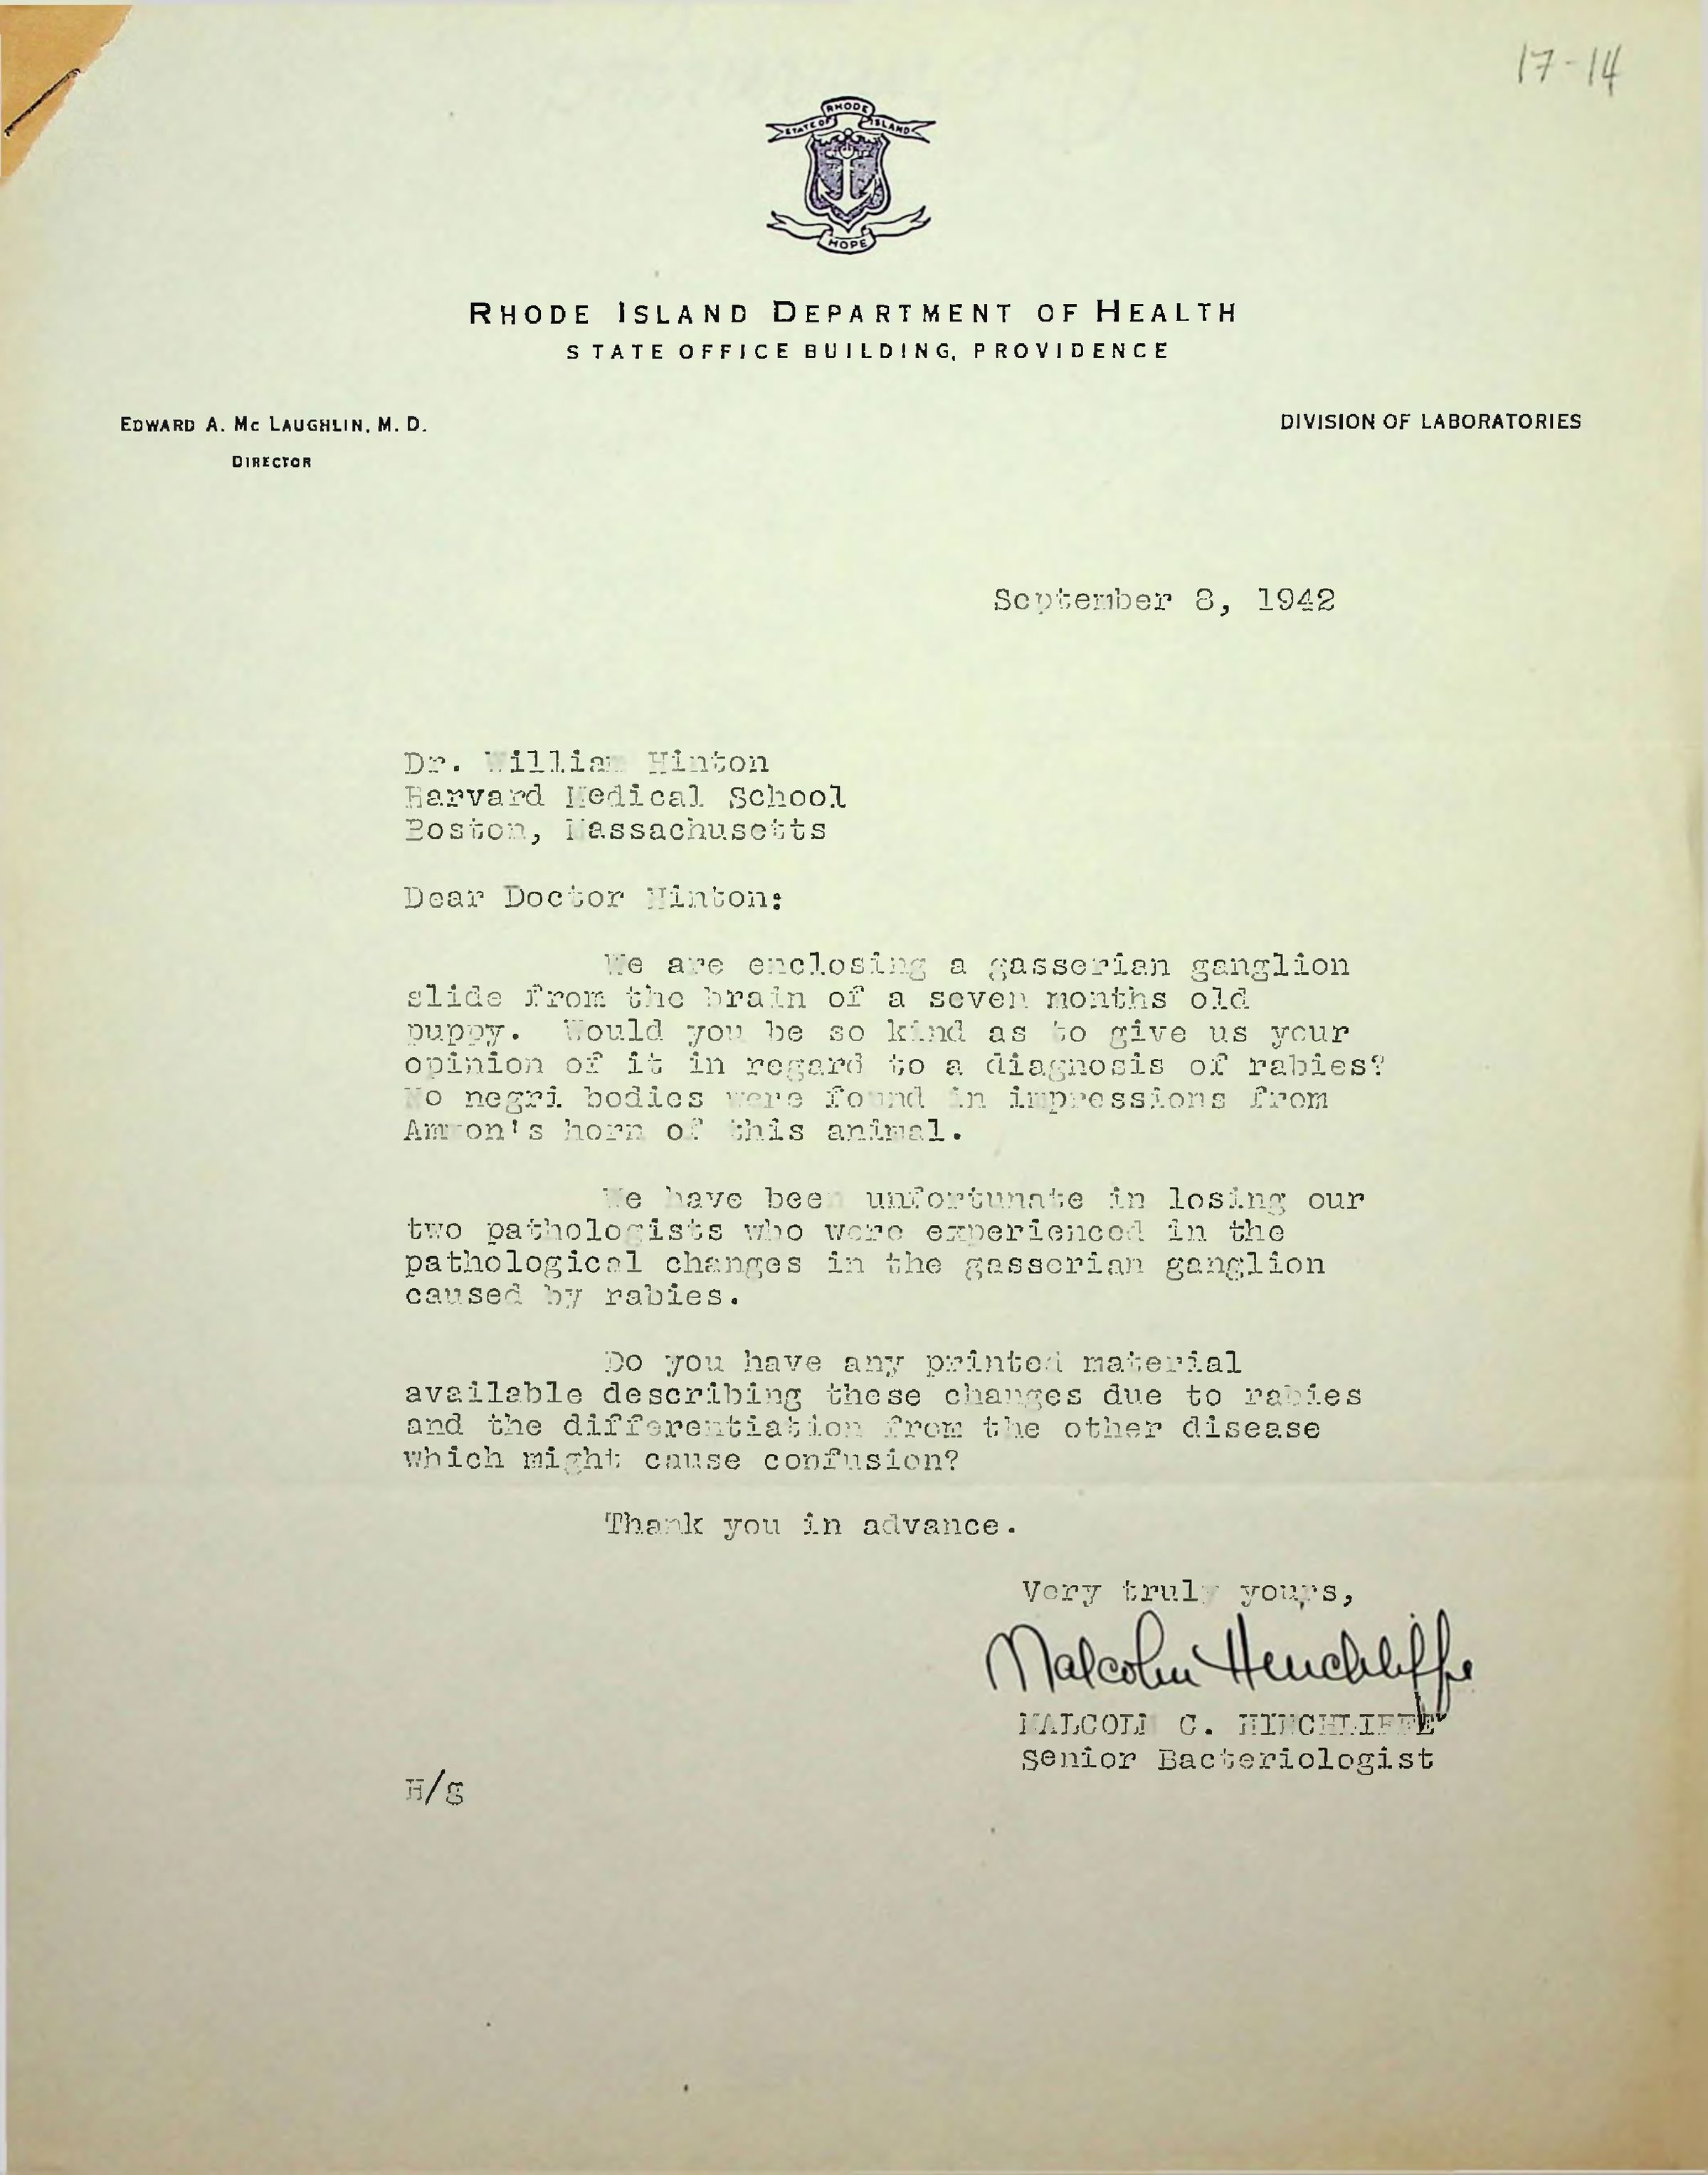 17-14
STATE OF RHODE ISLAND
HOPE
RHODE ISLAND DEPARTMENT OF HEALTH
STATE OFFICE BUILDING, PROVIDENCE
EDWARD A. Mc LAUGHLIN, M. D.
DIRECTOR
DIVISION OF LABORATORIES
September 8, 1942
Dr. William Hinton
Harvard Medical School
Boston, Massachusetts
Dear Doctor Hinton:
We are enclosing a gasserian ganglion
slide from the brain of a seven months old
puppy. Would you be so kind as to give us your
opinion of it in regard to a diagnosis of rabies?
No negri bodies were found in impressions from
Ammon's horn of this animal.
We have been unfortunate in losing our
two pathologists who were experienced in the
pathological changes in the gasserian ganglion
caused by rabies.
Do you have any printed material
available describing these changes due to rabies
and the differentiation from the other disease
which might cause confusion?
Thank you in advance.
Very truly yours,
Malcolm Hinchliffe
MALCOLM C. HINCHLIFFE
Senior Bacteriologist
H/g